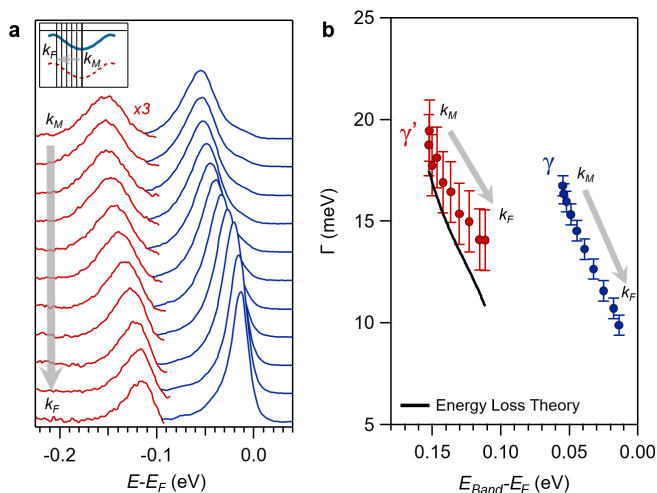 a
k_F
k_M
k_M
x3
k_F
-0.2
-0.1
0.0
E-E_F (eV)
b
25
20
15
10
5
Γ (meV)
γ'
k_M
k_F
γ
k_M
k_F
Energy Loss Theory
0.15
0.10
0.05
0.00
E_Band-E_F (eV)